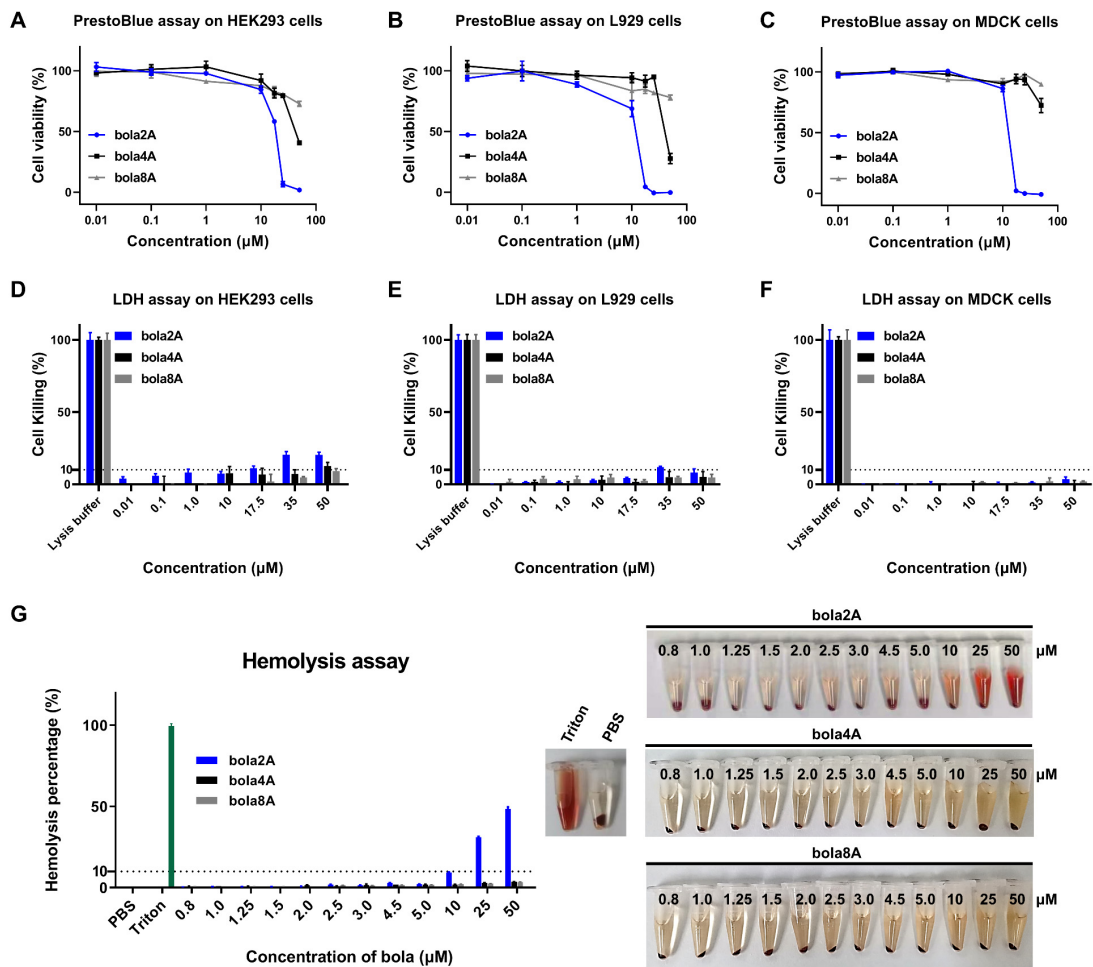 A
PrestoBlue assay on HEK293 cells
Cell viability (%)
100
50
0
bola2A
bola4A
bola8A
0.01
0.1
1
10
100
Concentration (µM)
B
PrestoBlue assay on L929 cells
Cell viability (%)
100
50
0
bola2A
bola4A
bola8A
0.01
0.1
1
10
100
Concentration (µM)
C
PrestoBlue assay on MDCK cells
Cell viability (%)
100
50
0
bola2A
bola4A
bola8A
0.01
0.1
1
10
100
Concentration (µM)
D
LDH assay on HEK293 cells
Cell Killing (%)
100
50
10
0
bola2A
bola4A
bola8A
Lysis buffer
0.01
0.1
1.0
10
17.5
35
50
Concentration (µM)
E
LDH assay on L929 cells
Cell Killing (%)
100
50
10
0
bola2A
bola4A
bola8A
Lysis buffer
0.01
0.1
1.0
10
17.5
35
50
Concentration (µM)
F
LDH assay on MDCK cells
Cell Killing (%)
100
50
10
0
bola2A
bola4A
bola8A
Lysis buffer
0.01
0.1
1.0
10
17.5
35
50
Concentration (µM)
G
Hemolysis assay
Hemolysis percentage (%)
100
50
10
0
bola2A
bola4A
bola8A
PBS
Triton
0.8
1.0
1.25
1.5
2.0
2.5
3.0
4.5
5.0
10
25
50
Concentration of bola (µM)
Triton
PBS
bola2A
0.8 1.0 1.25 1.5 2.0 2.5 3.0 4.5 5.0 10 25 50 µM
bola4A
0.8 1.0 1.25 1.5 2.0 2.5 3.0 4.5 5.0 10 25 50 µM
bola8A
0.8 1.0 1.25 1.5 2.0 2.5 3.0 4.5 5.0 10 25 50 µM